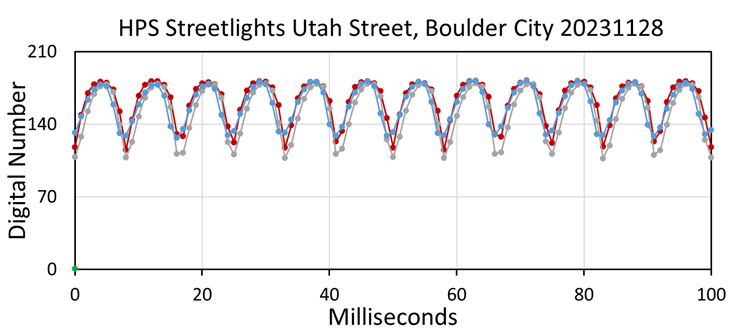 HPS Streetlights Utah Street, Boulder City 20231128
210
140
70
0
Digital Number
0 20 40 60 80 100
Milliseconds